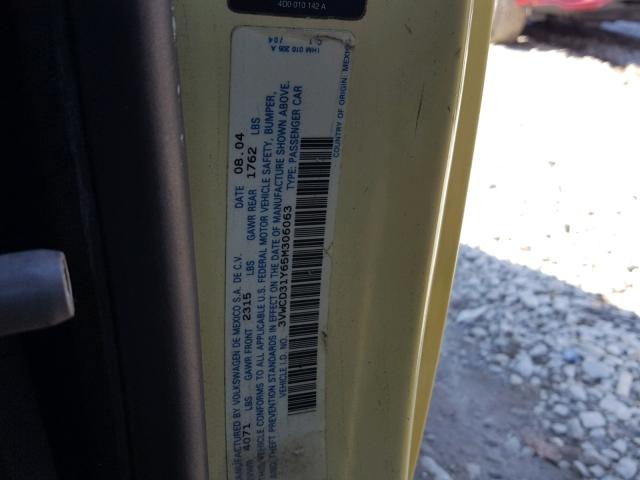 4D0 010 142 A
1HM 010 205 A
/04
MANUFACTURED BY VOLKSWAGEN DE MEXICO S.A. DE C.V. DATE 08.04
GVWR 4071 LBS GAWR FRONT 2315 LBS GAWR REAR 1762 LBS
THIS VEHICLE CONFORMS TO ALL APPLICABLE U.S. FEDERAL MOTOR VEHICLE SAFETY, BUMPER,
AND THEFT PREVENTION STANDARDS IN EFFECT ON THE DATE OF MANUFACTURE SHOWN ABOVE.
VEHICLE I.D. NO. 3VWCD31Y65M306063 TYPE: PASSENGER CAR
COUNTRY OF ORIGIN: MEXICO